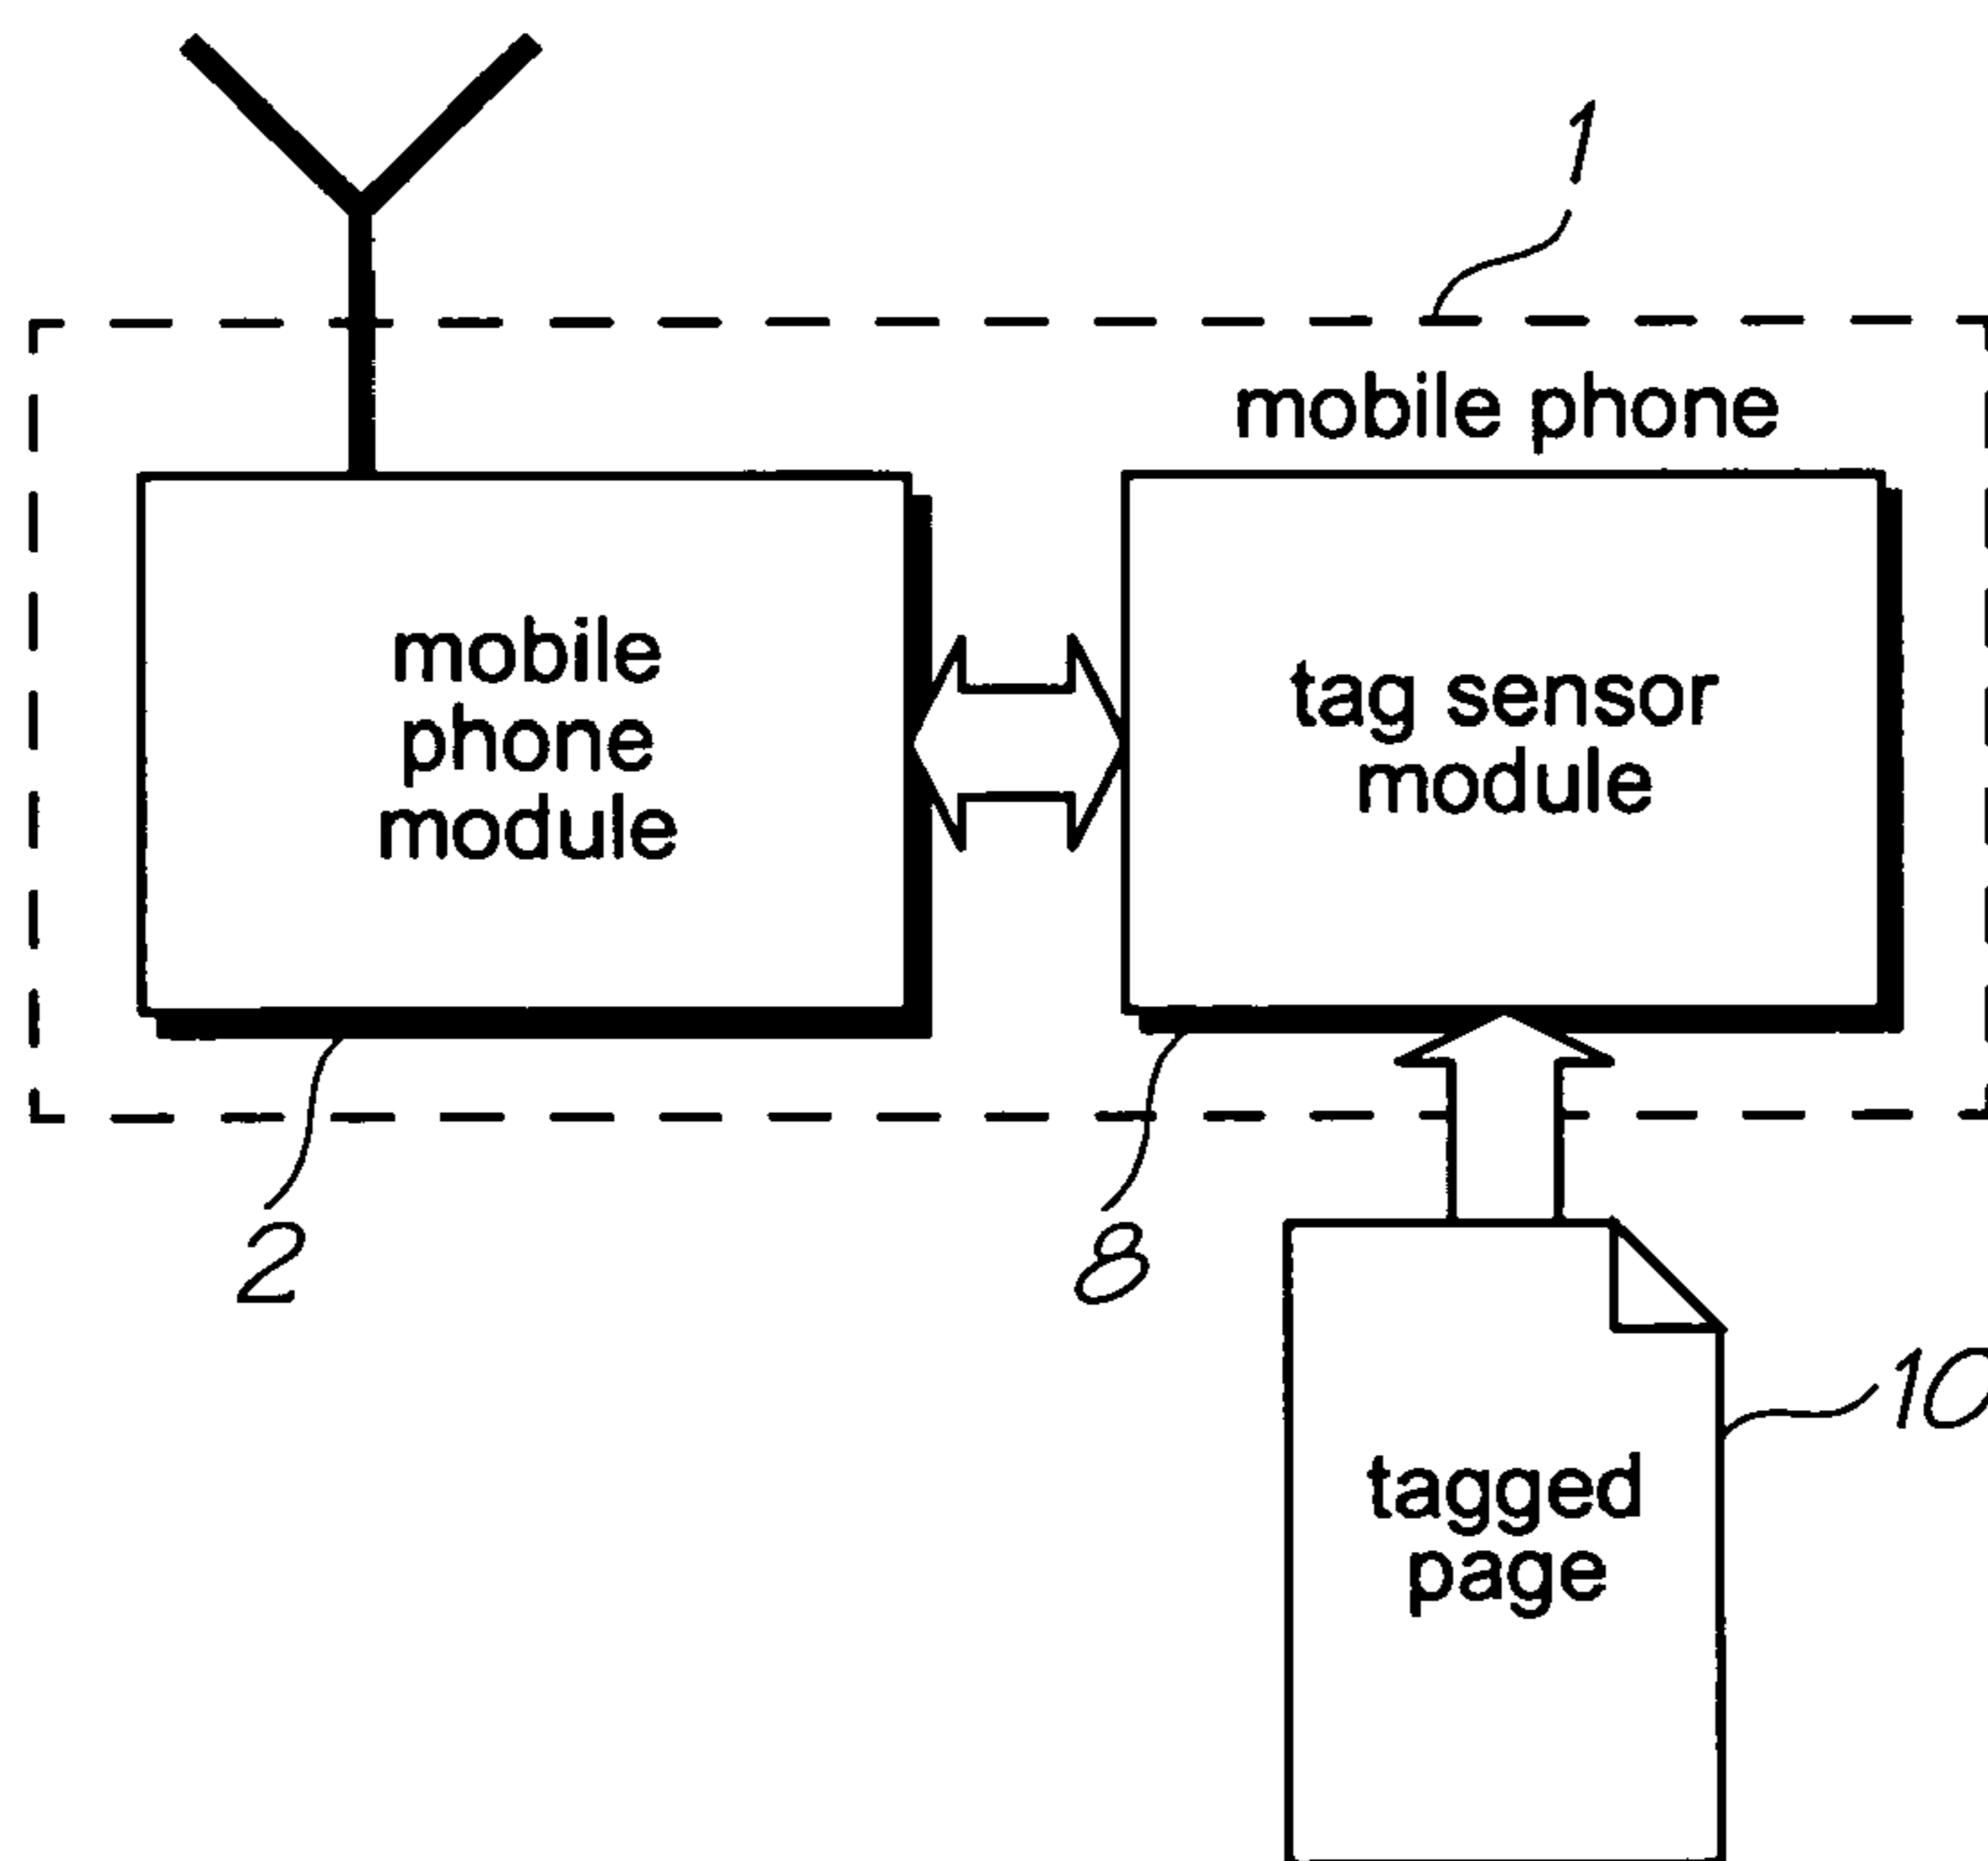 1
mobile phone
mobile
phone
module
tag sensor
module
2
8
10
tagged
page